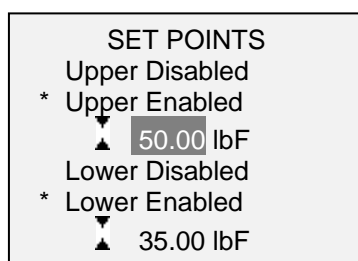 SET POINTS
Upper Disabled
* Upper Enabled
50.00 lbF
Lower Disabled
* Lower Enabled
35.00 lbF